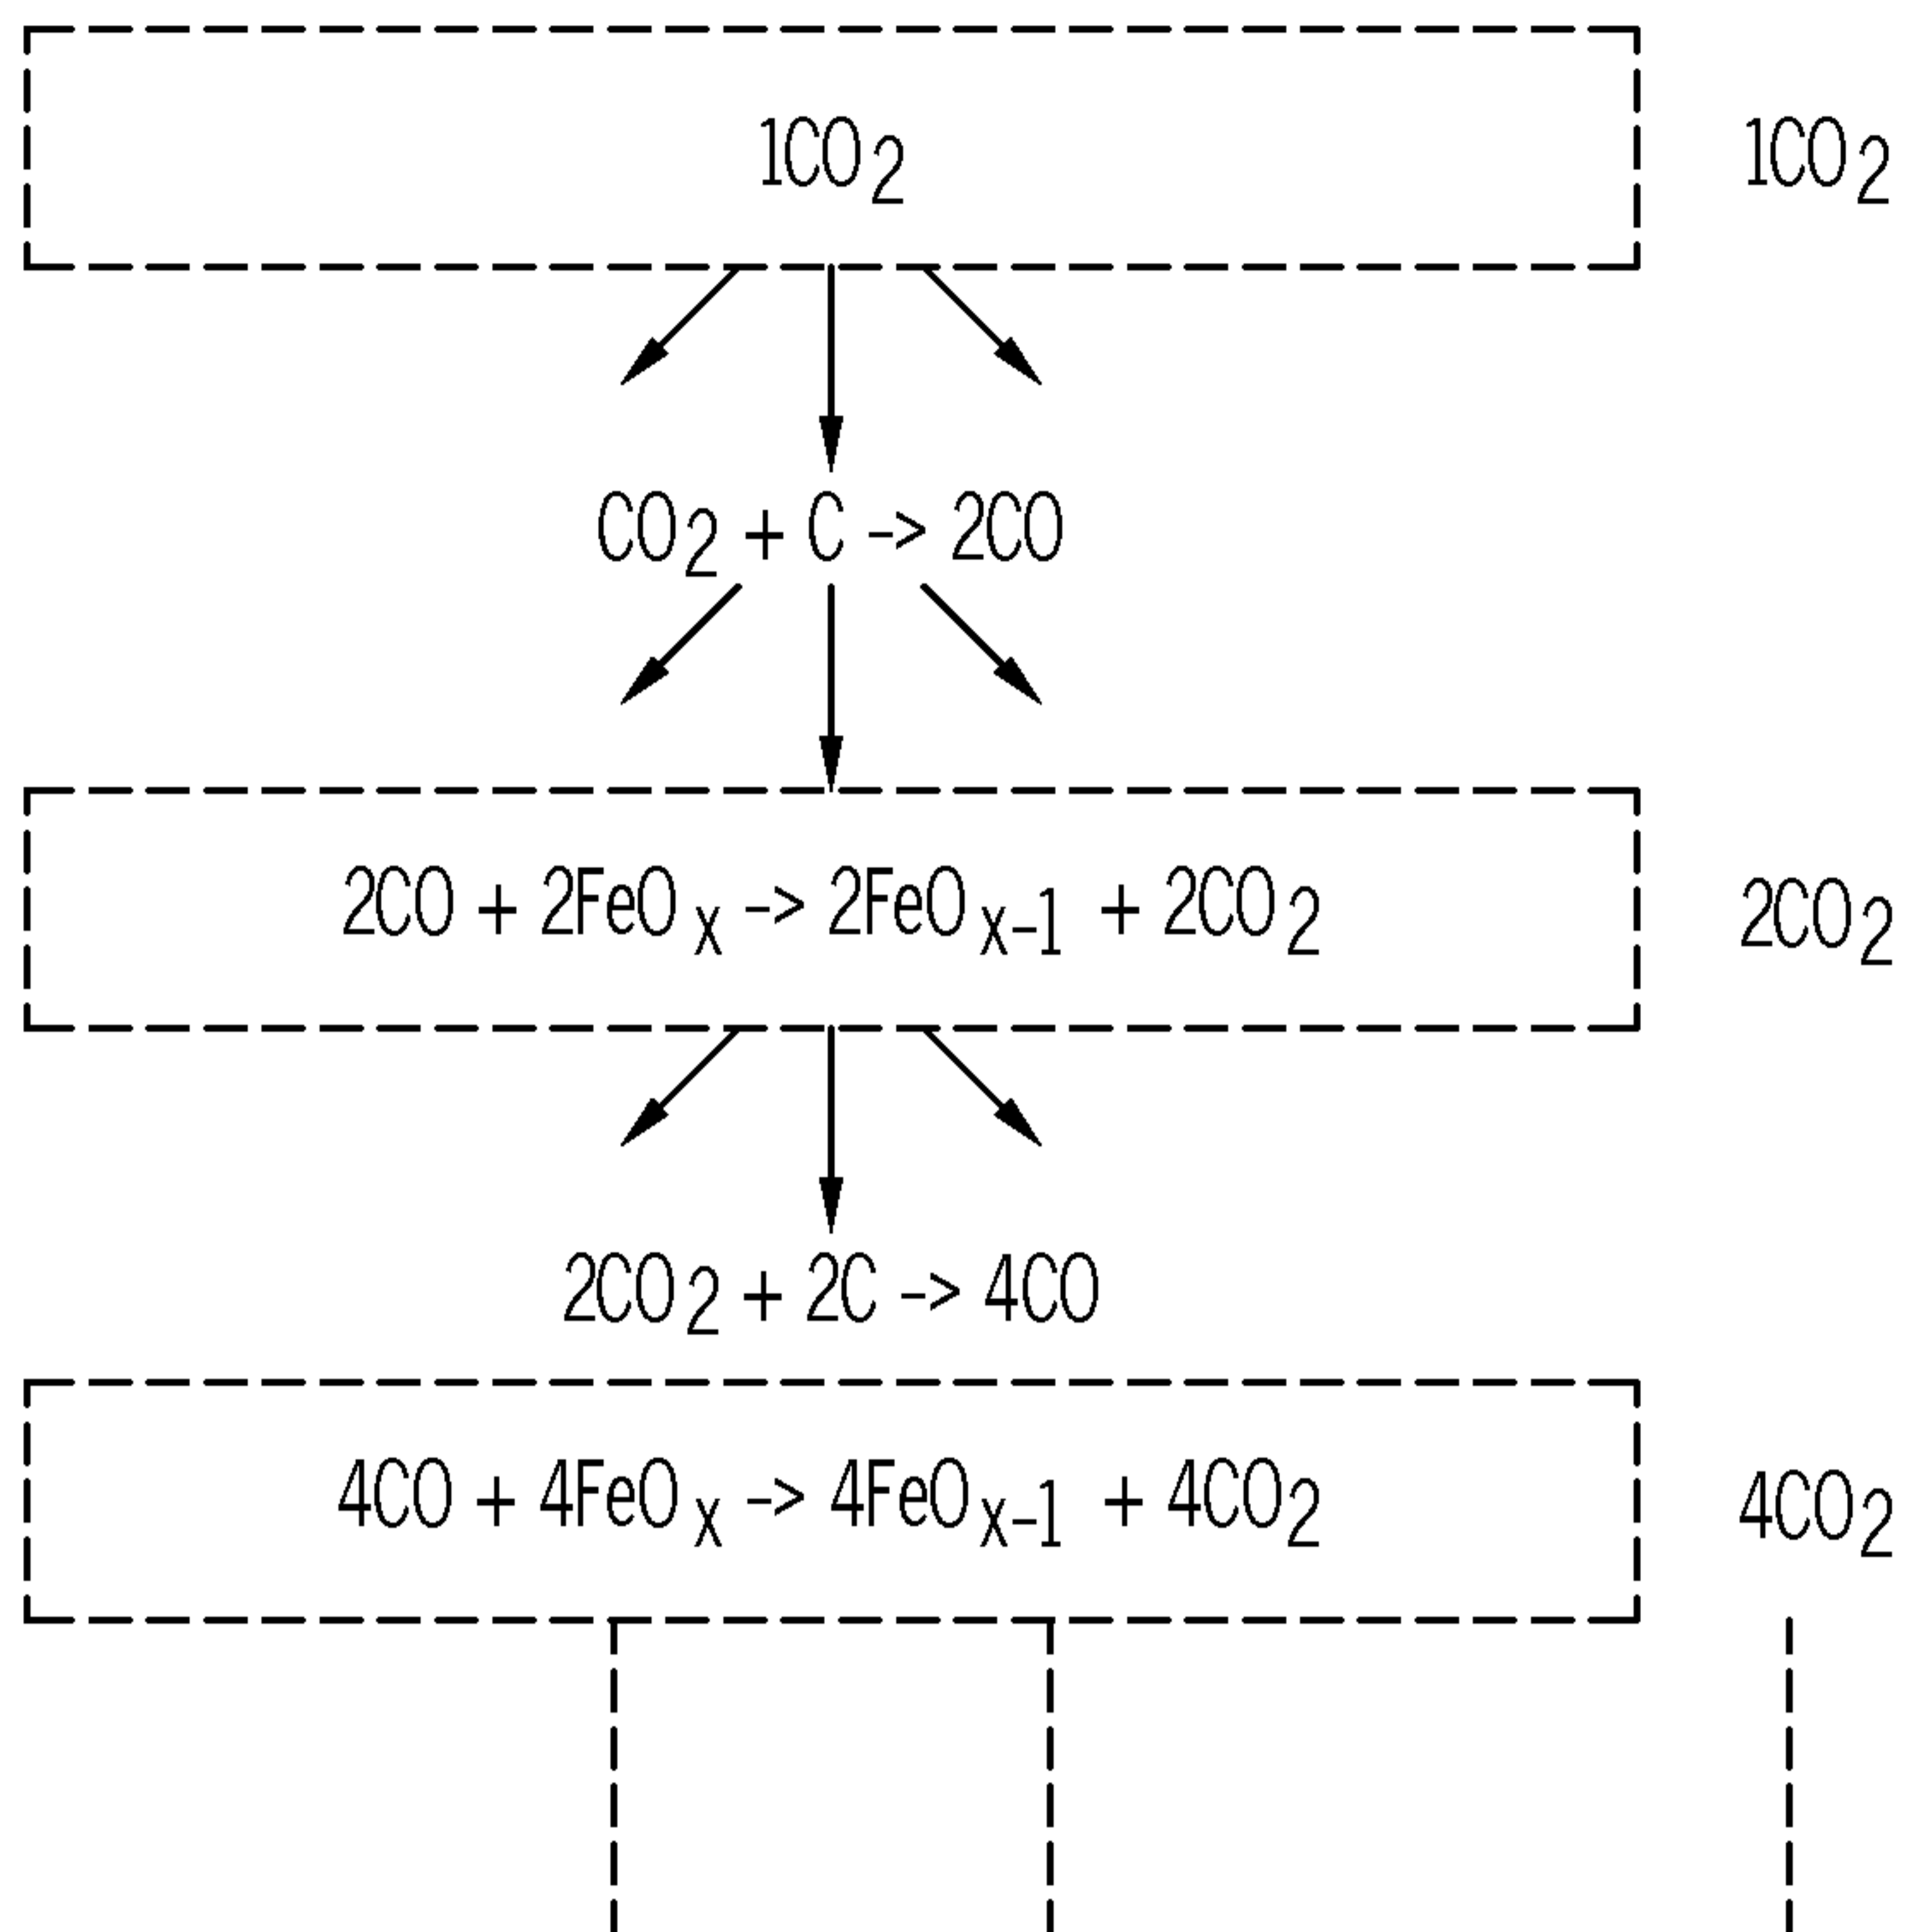 1CO₂ 1CO₂
CO₂ + C -> 2CO
2CO + 2FeOₓ -> 2FeOₓ₋₁ + 2CO₂ 2CO₂
2CO₂ + 2C -> 4CO
4CO + 4FeOₓ -> 4FeOₓ₋₁ + 4CO₂ 4CO₂